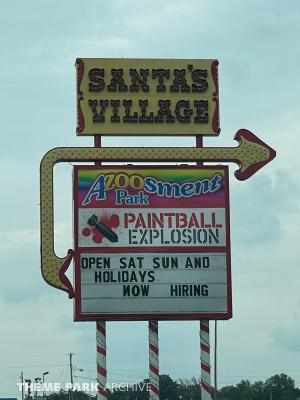 SANTA'S
VILLAGE
AZOOSMENT
Park
PAINTBALL
EXPLOSION
OPEN SAT SUN AND
HOLIDAYS
NOW HIRING
THEME PARK ARCHIVE